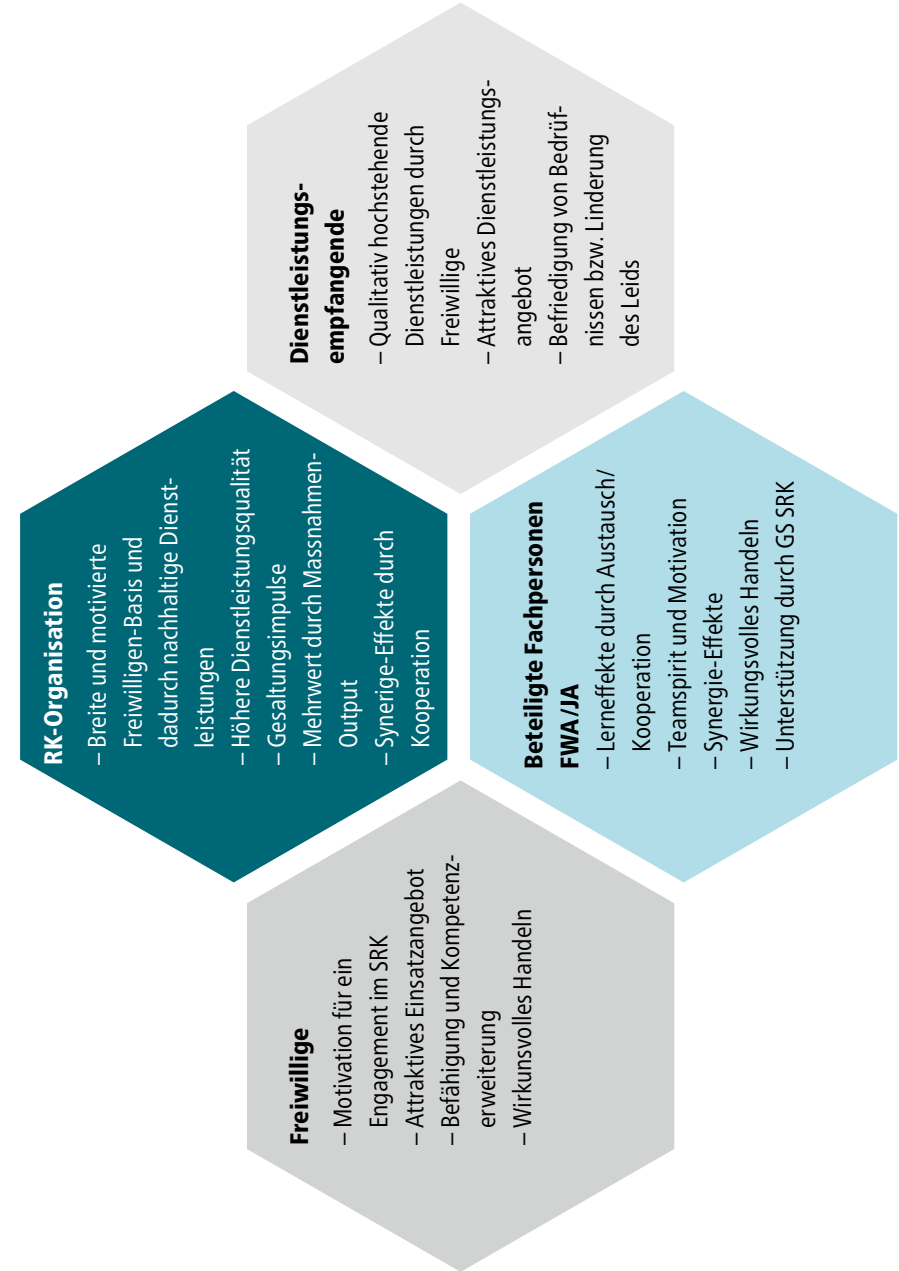 Freiwillige
– Motivation für ein
Engagement im SRK
– Attraktives Einsatzangebot
– Befähigung und Kompetenz-
erweiterung
– Wirkunsvolles Handeln
RK-Organisation
– Breite und motivierte
Freiwilligen-Basis und
dadurch nachhaltige Dienst-
leistungen
– Höhere Dienstleistungsqualität
– Gesaltungsimpulse
– Mehrwert durch Massnahmen-
Output
– Synerige-Effekte durch
Kooperation
Beteiligte Fachpersonen
FWA/JA
– Lerneffekte durch Austausch/
Kooperation
– Teamspirit und Motivation
– Synergie-Effekte
– Wirkungsvolles Handeln
– Unterstützung durch GS SRK
Dienstleistungs-
empfangende
– Qualitativ hochstehende
Dienstleistungen durch
Freiwillige
– Attraktives Dienstleistungs-
angebot
– Befriedigung von Bedrüf-
nissen bzw. Linderung
des Leids